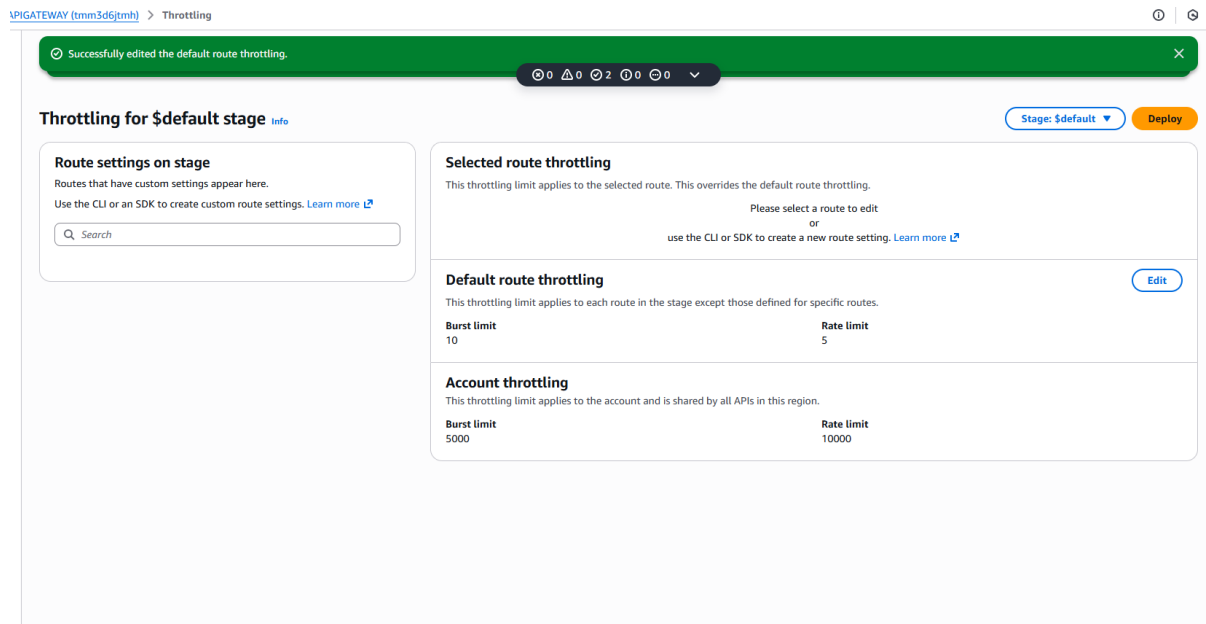 APIGATEWAY (tmm3d6jtmh) > Throttling
Successfully edited the default route throttling.
0 0 2 0 0
Throttling for $default stage Info
Stage: $default ▼ Deploy
Route settings on stage
Routes that have custom settings appear here.
Use the CLI or an SDK to create custom route settings. Learn more
Search
Selected route throttling
This throttling limit applies to the selected route. This overrides the default route throttling.
Please select a route to edit
or
use the CLI or SDK to create a new route setting. Learn more
Default route throttling
Edit
This throttling limit applies to each route in the stage except those defined for specific routes.
Burst limit Rate limit
10 5
Account throttling
This throttling limit applies to the account and is shared by all APIs in this region.
Burst limit Rate limit
5000 10000